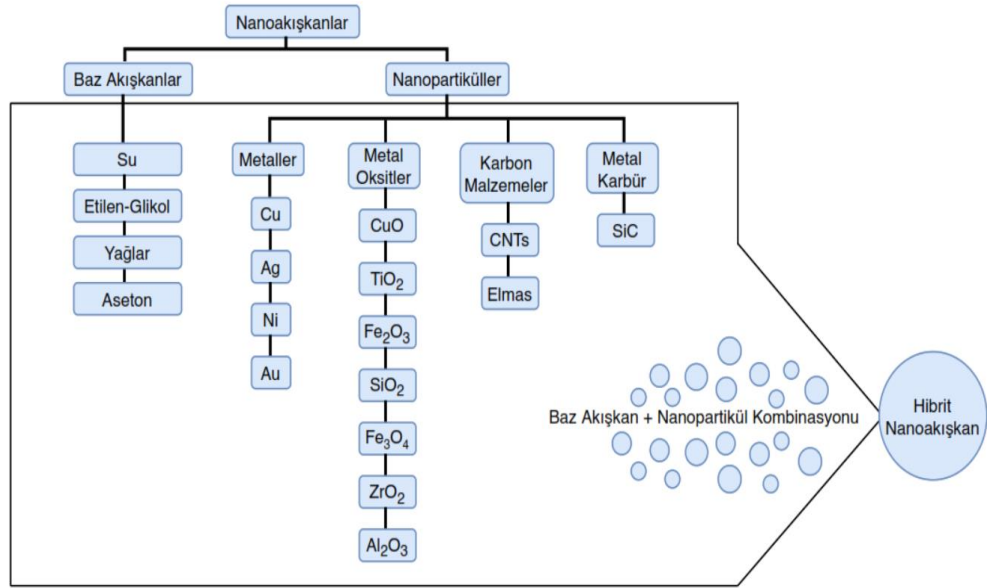 Nanoakışkanlar
Baz Akışkanlar
Nanopartiküller
Su
Etilen-Glikol
Yağlar
Aseton
Metaller
Cu
Ag
Ni
Au
Metal
Oksitler
CuO
TiO₂
Fe₂O₃
SiO₂
Fe₃O₄
ZrO₂
Al₂O₃
Karbon
Malzemeler
CNTs
Elmas
Metal
Karbür
SiC
Baz Akışkan + Nanopartikül Kombinasyonu
Hibrit
Nanoakışkan